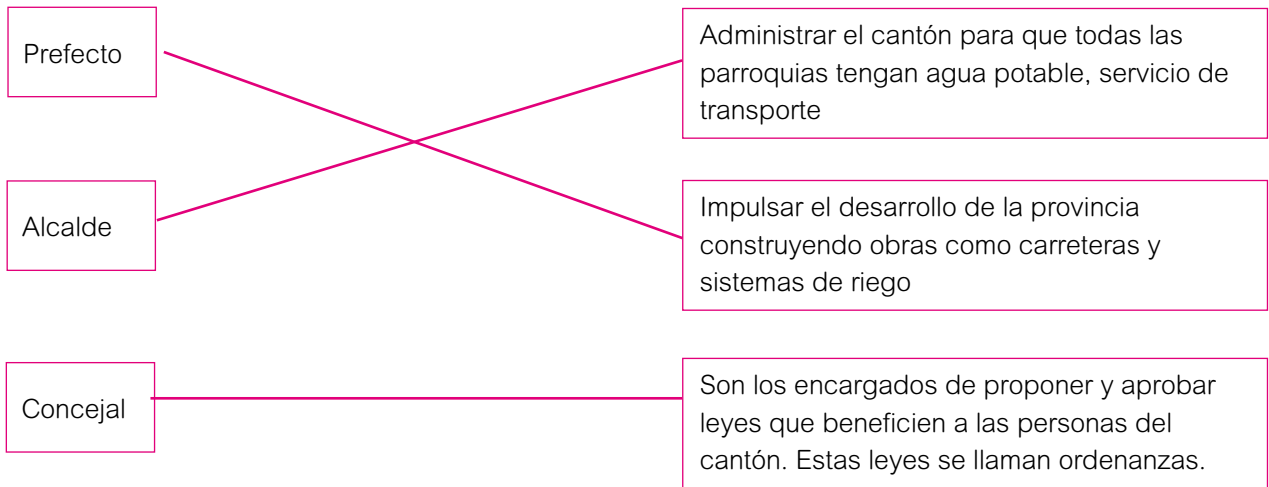 Prefecto
Administrar el cantón para que todas las
parroquias tengan agua potable, servicio de
transporte
Alcalde
Impulsar el desarrollo de la provincia
construyendo obras como carreteras y
sistemas de riego
Concejal
Son los encargados de proponer y aprobar
leyes que beneficien a las personas del
cantón. Estas leyes se llaman ordenanzas.